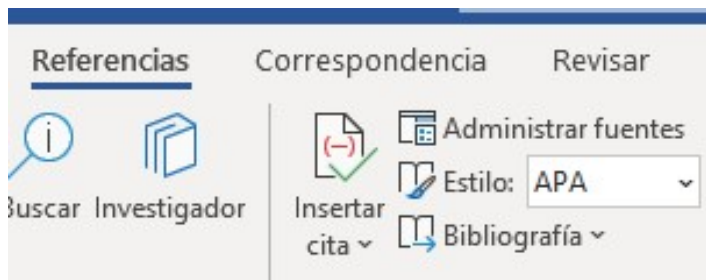 Referencias Correspondencia Revisar
Administrar fuentes
Estilo: APA
Buscar Investigador
Insertar cita
Bibliografía